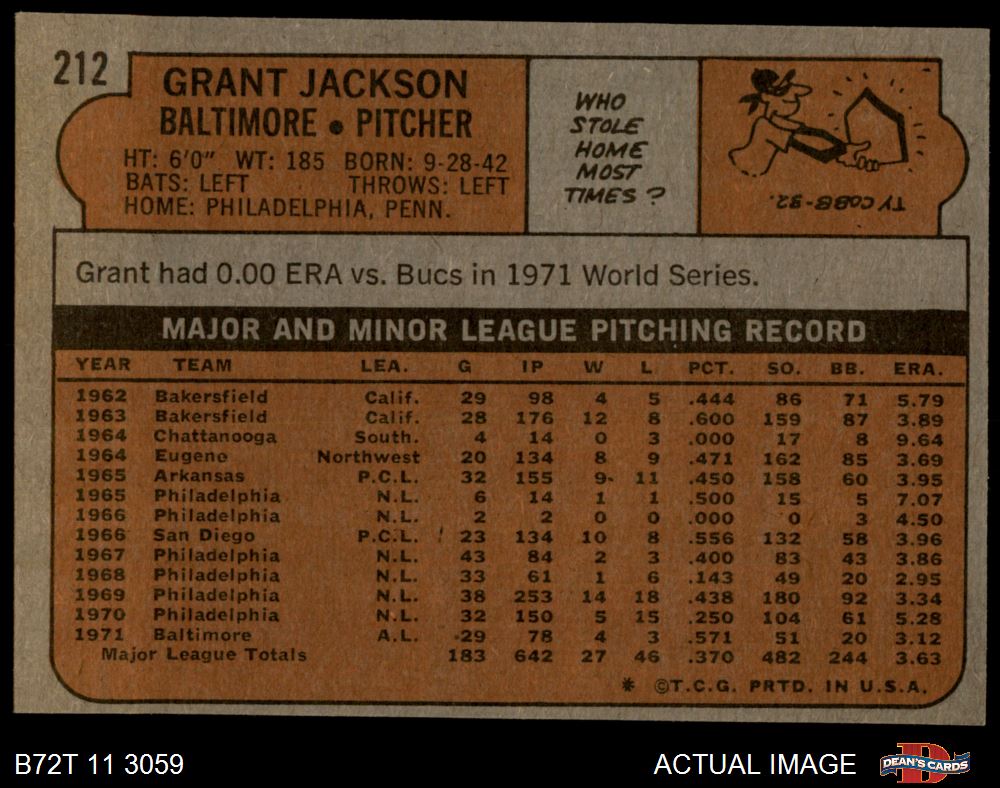 212
GRANT JACKSON
BALTIMORE • PITCHER
HT: 6'0" WT: 185 BORN: 9-28-42
BATS: LEFT THROWS: LEFT
HOME: PHILADELPHIA, PENN.
WHO
STOLE
HOME
MOST
TIMES?
TY COBB-32.
Grant had 0.00 ERA vs. Bucs in 1971 World Series.
MAJOR AND MINOR LEAGUE PITCHING RECORD
YEAR TEAM LEA. G IP W L PCT. SO. BB. ERA.
1962 Bakersfield Calif. 29 98 4 5 .444 86 71 5.79
1963 Bakersfield Calif. 28 176 12 8 .600 159 87 3.89
1964 Chattanooga South. 4 14 0 3 .000 17 8 9.64
1964 Eugene Northwest 20 134 8 9 .471 162 85 3.69
1965 Arkansas P.C.L. 32 155 9 11 .450 158 60 3.95
1965 Philadelphia N.L. 6 14 1 1 .500 15 5 7.07
1966 Philadelphia N.L. 2 2 0 0 .000 0 3 4.50
1966 San Diego P.C.L. 23 134 10 8 .556 132 58 3.96
1967 Philadelphia N.L. 43 84 2 3 .400 83 43 3.86
1968 Philadelphia N.L. 33 61 1 6 .143 49 20 2.95
1969 Philadelphia N.L. 38 253 14 18 .438 180 92 3.34
1970 Philadelphia N.L. 32 150 5 15 .250 104 61 5.28
1971 Baltimore A.L. 29 78 4 3 .571 51 20 3.12
Major League Totals 183 642 27 46 .370 482 244 3.63
* ©T.C.G. PRTD. IN U.S.A.
B72T 11 3059
ACTUAL IMAGE
D
DEAN'S CARDS